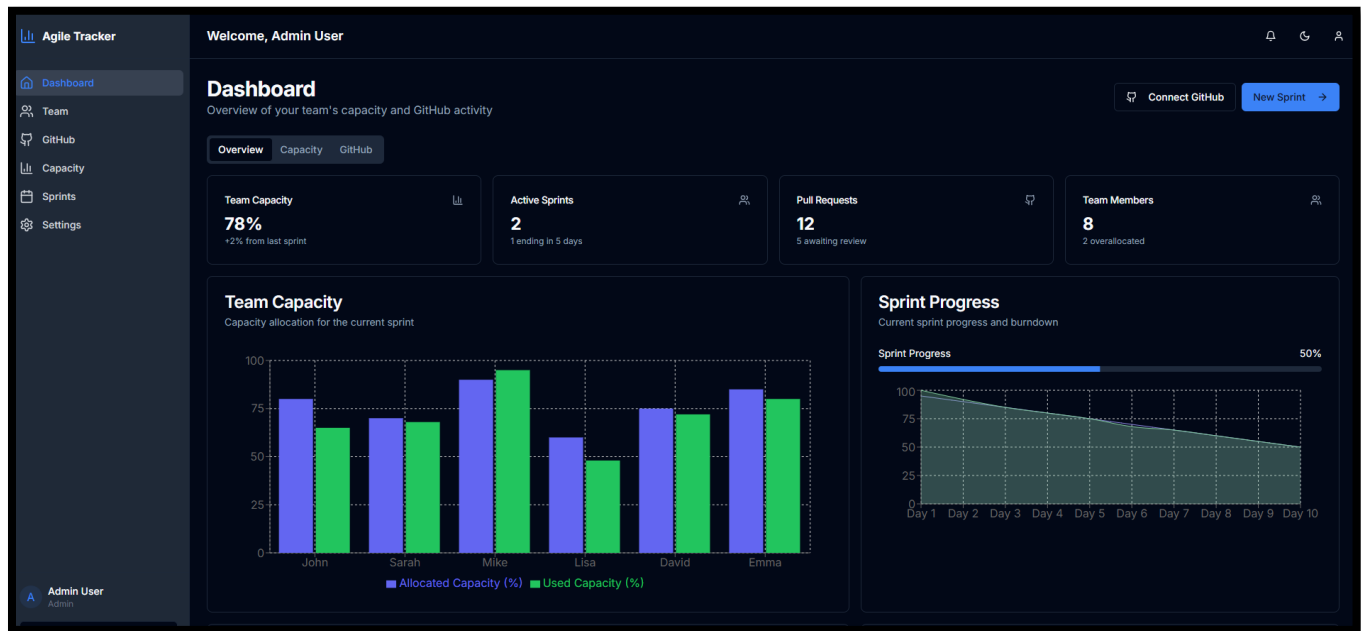 Agile Tracker
Welcome, Admin User
Dashboard
Team
GitHub
Capacity
Sprints
Settings
Admin User
A
Admin
Dashboard
Overview of your team's capacity and GitHub activity
Connect GitHub
New Sprint
Overview Capacity GitHub
Team Capacity
78%
+2% from last sprint
Active Sprints
2
1 ending in 5 days
Pull Requests
12
5 awaiting review
Team Members
8
2 overallocated
Team Capacity
Capacity allocation for the current sprint
100
75
50
25
0
John Sarah Mike Lisa David Emma
Allocated Capacity (%) Used Capacity (%)
Sprint Progress
Current sprint progress and burndown
Sprint Progress 50%
100
75
50
25
0
Day 1 Day 2 Day 3 Day 4 Day 5 Day 6 Day 7 Day 8 Day 9 Day 10